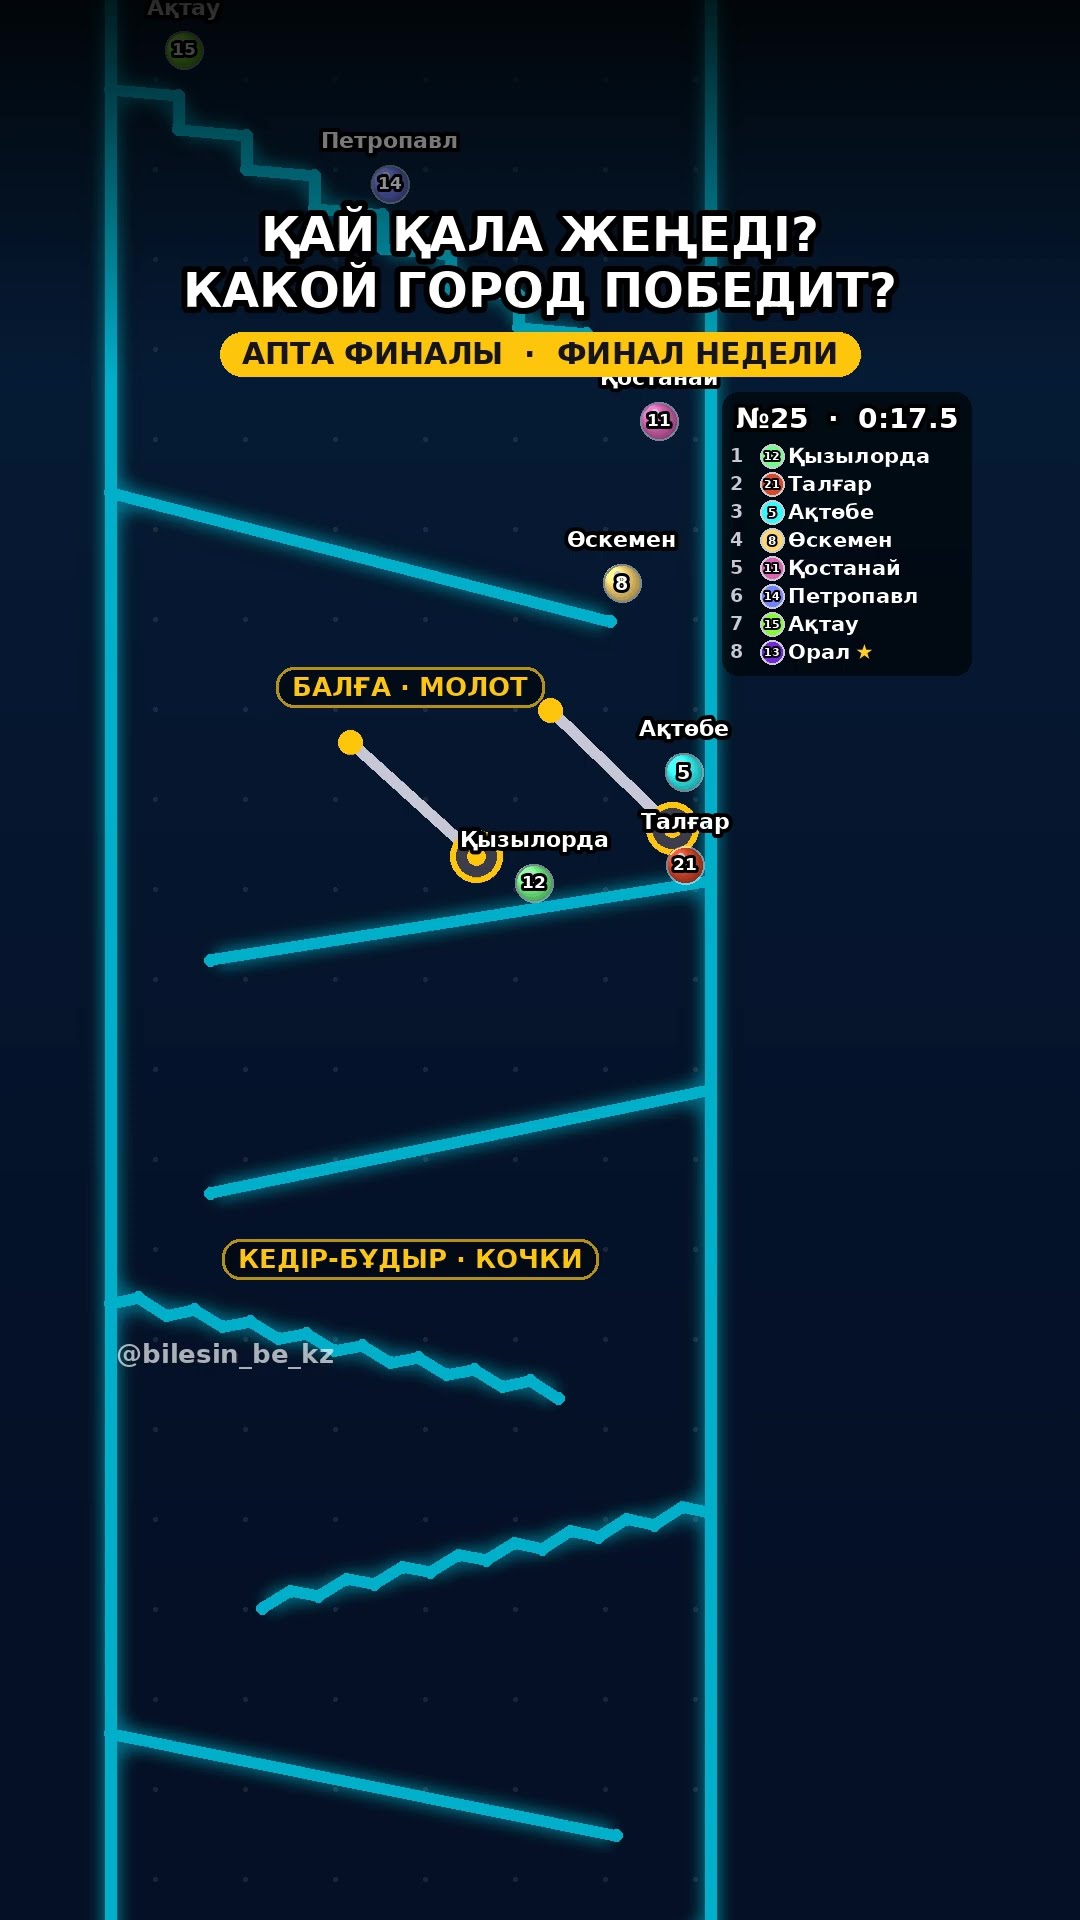 Ақтау
15
Петропавл
14
ҚАЙ ҚАЛА ЖЕҢЕДІ?
КАКОЙ ГОРОД ПОБЕДИТ?
АПТА ФИНАЛЫ · ФИНАЛ НЕДЕЛИ
Қостанай
11
№25 · 0:17.5
1 12 Қызылорда
2 21 Талғар
3 5 Ақтөбе
4 8 Өскемен
5 11 Қостанай
6 14 Петропавл
7 15 Ақтау
8 13 Орал ★
Өскемен
8
БАЛҒА · МОЛОТ
Ақтөбе
5
Талғар
21
Қызылорда
12
КЕДІР-БҰДЫР · КОЧКИ
@bilesin_be_kz